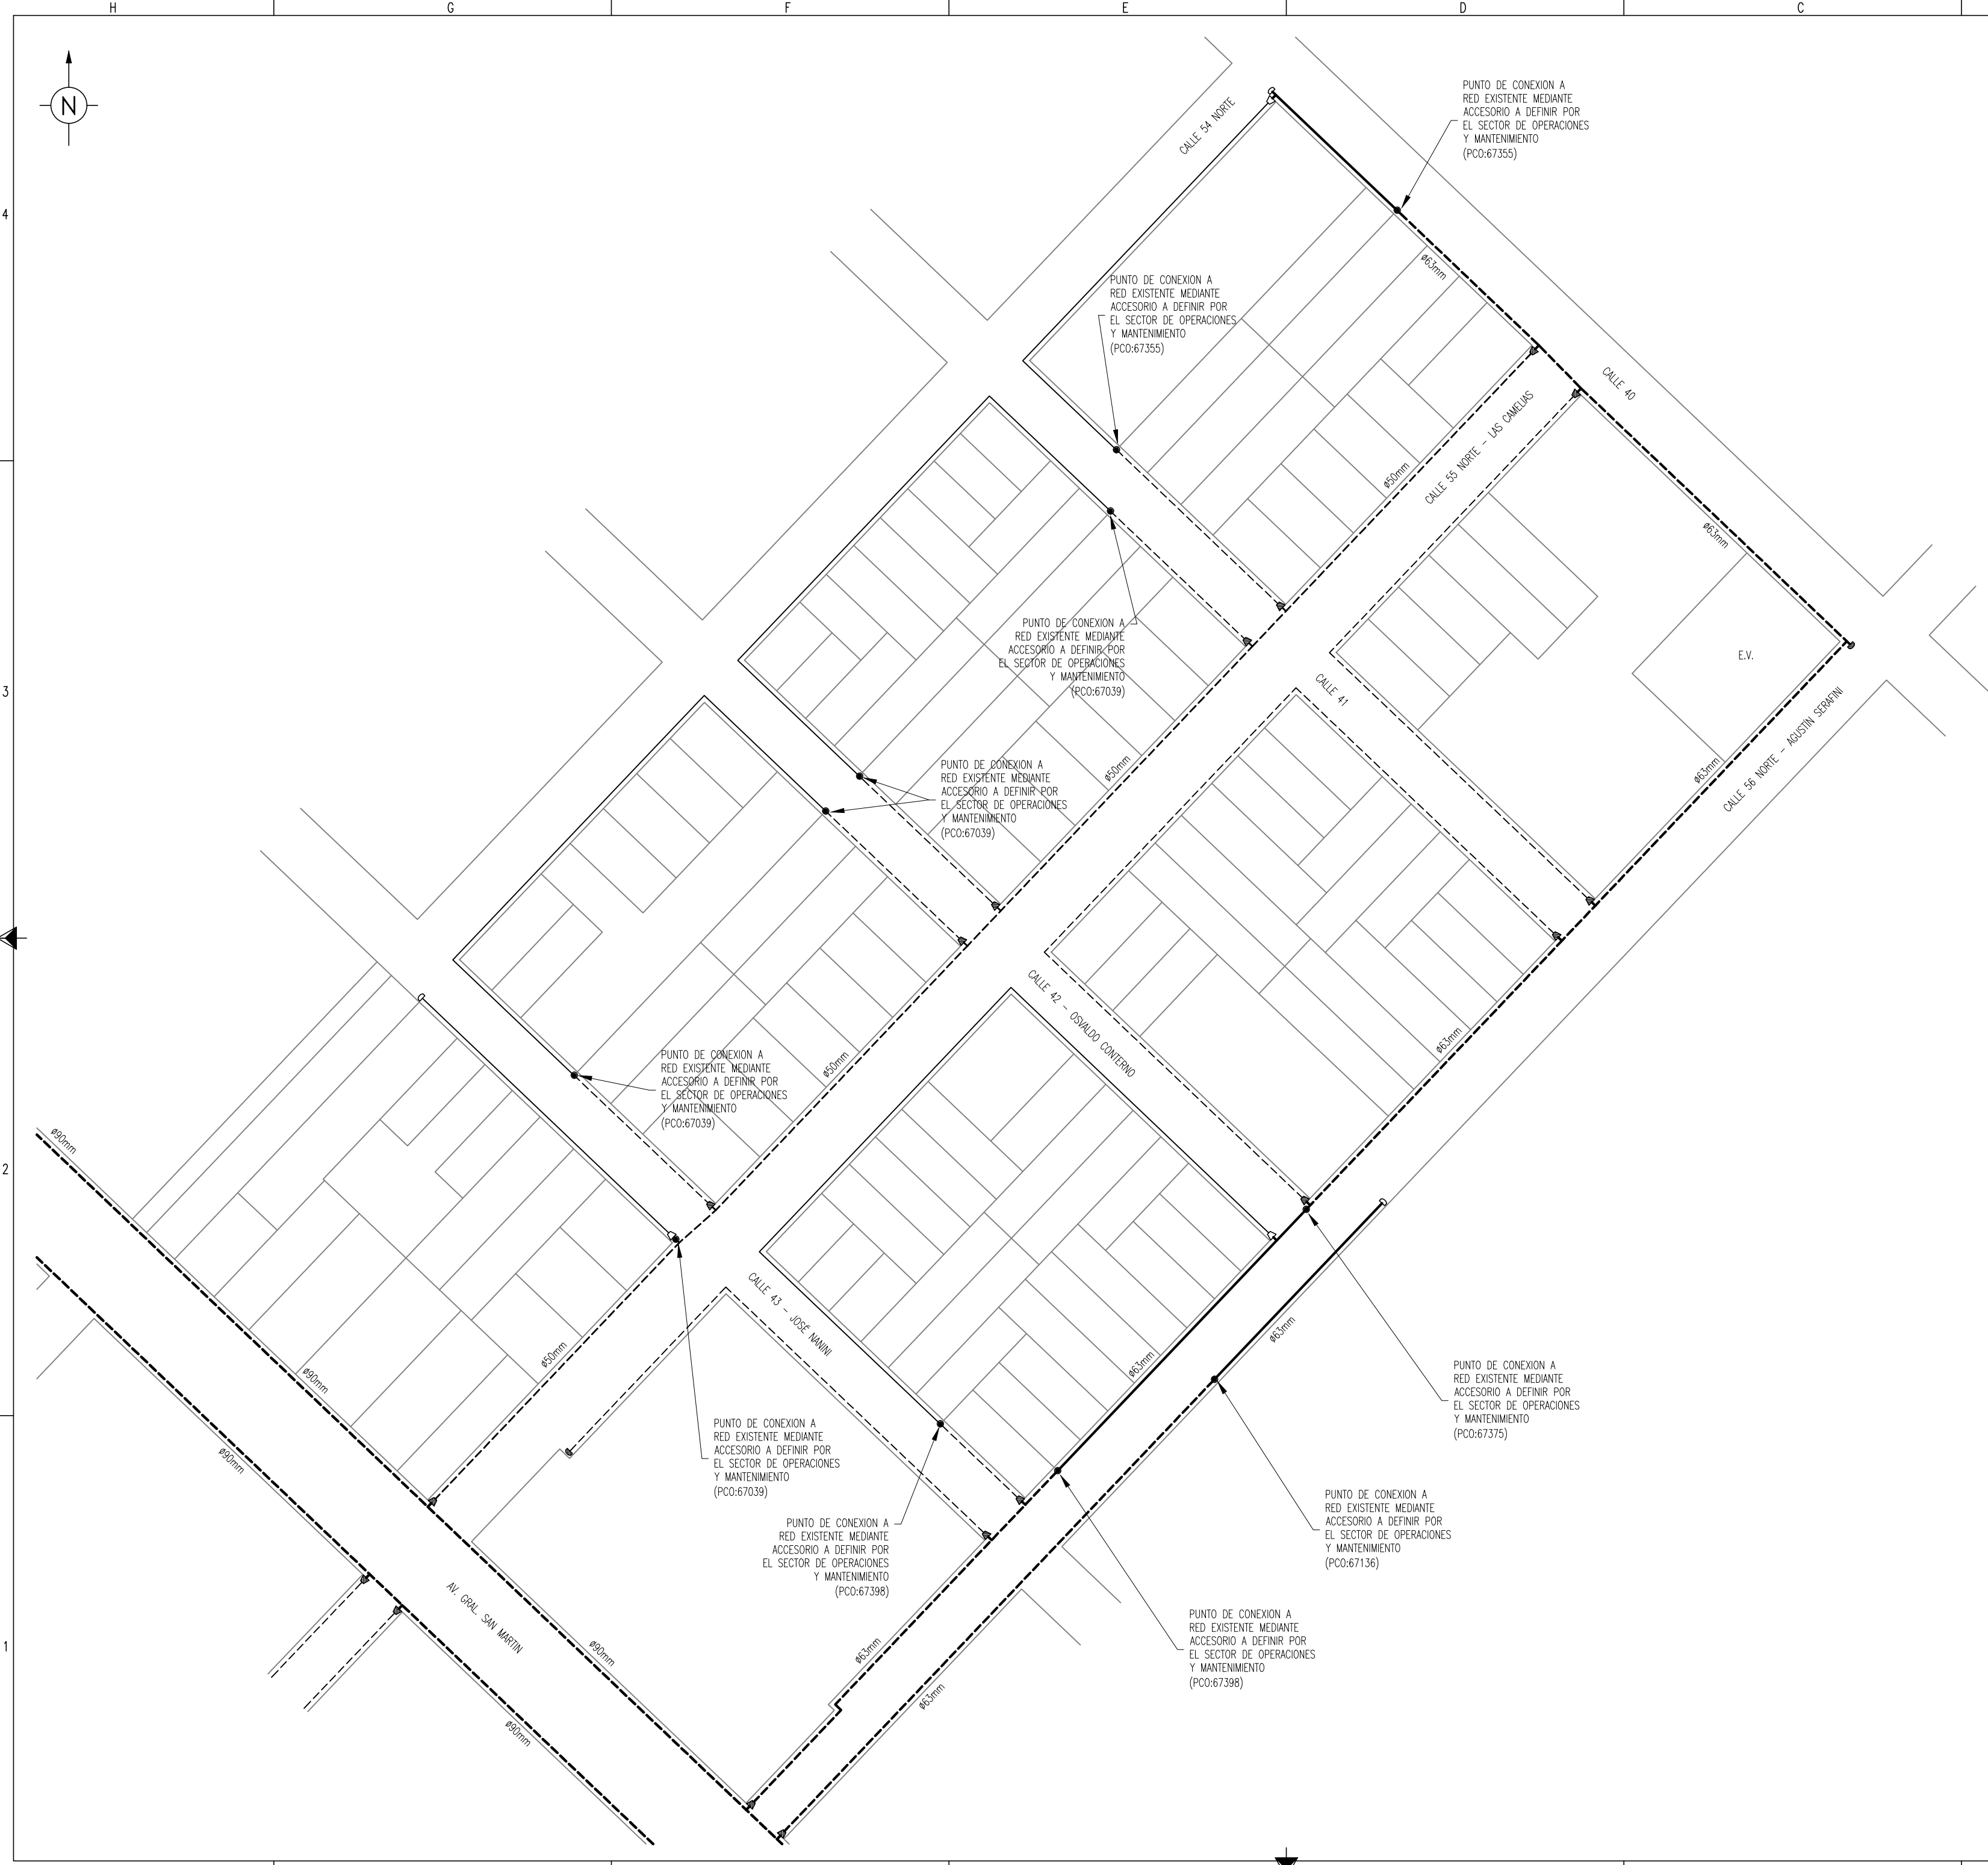 H
G
F
E
D
C
4
3
2
1
N
CALLE 54 NORTE
PUNTO DE CONEXION A
RED EXISTENTE MEDIANTE
ACCESORIO A DEFINIR POR
EL SECTOR DE OPERACIONES
Y MANTENIMIENTO
(PCO:67355)
ø63mm
PUNTO DE CONEXION A
RED EXISTENTE MEDIANTE
ACCESORIO A DEFINIR POR
EL SECTOR DE OPERACIONES
Y MANTENIMIENTO
(PCO:67355)
CALLE 40
CALLE 55 NORTE - LAS CAMELIAS
ø50mm
ø63mm
E.V.
PUNTO DE CONEXION A
RED EXISTENTE MEDIANTE
ACCESORIO A DEFINIR POR
EL SECTOR DE OPERACIONES
Y MANTENIMIENTO
(PCO:67039)
CALLE 41
CALLE 56 NORTE - AGUSTÍN SERAFINI
ø63mm
ø50mm
PUNTO DE CONEXION A
RED EXISTENTE MEDIANTE
ACCESORIO A DEFINIR POR
EL SECTOR DE OPERACIONES
Y MANTENIMIENTO
(PCO:67039)
CALLE 42 - OSVALDO CONTERNO
ø63mm
ø50mm
PUNTO DE CONEXION A
RED EXISTENTE MEDIANTE
ACCESORIO A DEFINIR POR
EL SECTOR DE OPERACIONES
Y MANTENIMIENTO
(PCO:67039)
ø90mm
CALLE 43 - JOSÉ NANINI
ø63mm
ø63mm
ø50mm
ø90mm
PUNTO DE CONEXION A
RED EXISTENTE MEDIANTE
ACCESORIO A DEFINIR POR
EL SECTOR DE OPERACIONES
Y MANTENIMIENTO
(PCO:67375)
PUNTO DE CONEXION A
RED EXISTENTE MEDIANTE
ACCESORIO A DEFINIR POR
EL SECTOR DE OPERACIONES
Y MANTENIMIENTO
(PCO:67039)
ø90mm
PUNTO DE CONEXION A
RED EXISTENTE MEDIANTE
ACCESORIO A DEFINIR POR
EL SECTOR DE OPERACIONES
Y MANTENIMIENTO
(PCO:67136)
PUNTO DE CONEXION A
RED EXISTENTE MEDIANTE
ACCESORIO A DEFINIR POR
EL SECTOR DE OPERACIONES
Y MANTENIMIENTO
(PCO:67398)
AV. GRAL. SAN MARTIN
PUNTO DE CONEXION A
RED EXISTENTE MEDIANTE
ACCESORIO A DEFINIR POR
EL SECTOR DE OPERACIONES
Y MANTENIMIENTO
(PCO:67398)
ø90mm
ø63mm
ø63mm
ø90mm